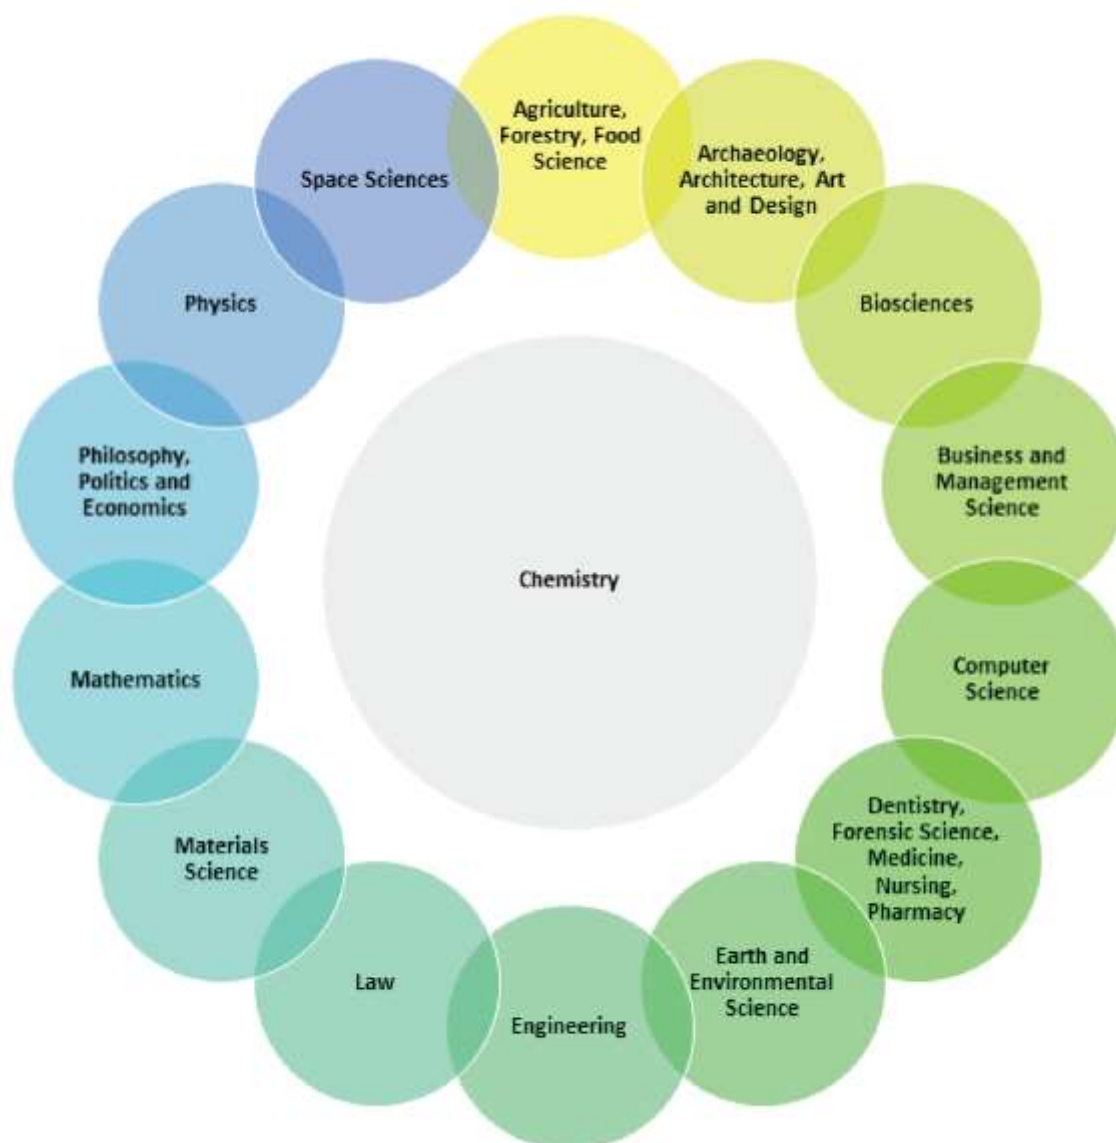 Agriculture,
Forestry, Food
Science
Archaeology,
Architecture, Art
and Design
Biosciences
Business and
Management
Science
Computer
Science
Dentistry,
Forensic Science,
Medicine,
Nursing,
Pharmacy
Earth and
Environmental
Science
Engineering
Law
Materials
Science
Mathematics
Philosophy,
Politics and
Economics
Physics
Space Sciences
Chemistry